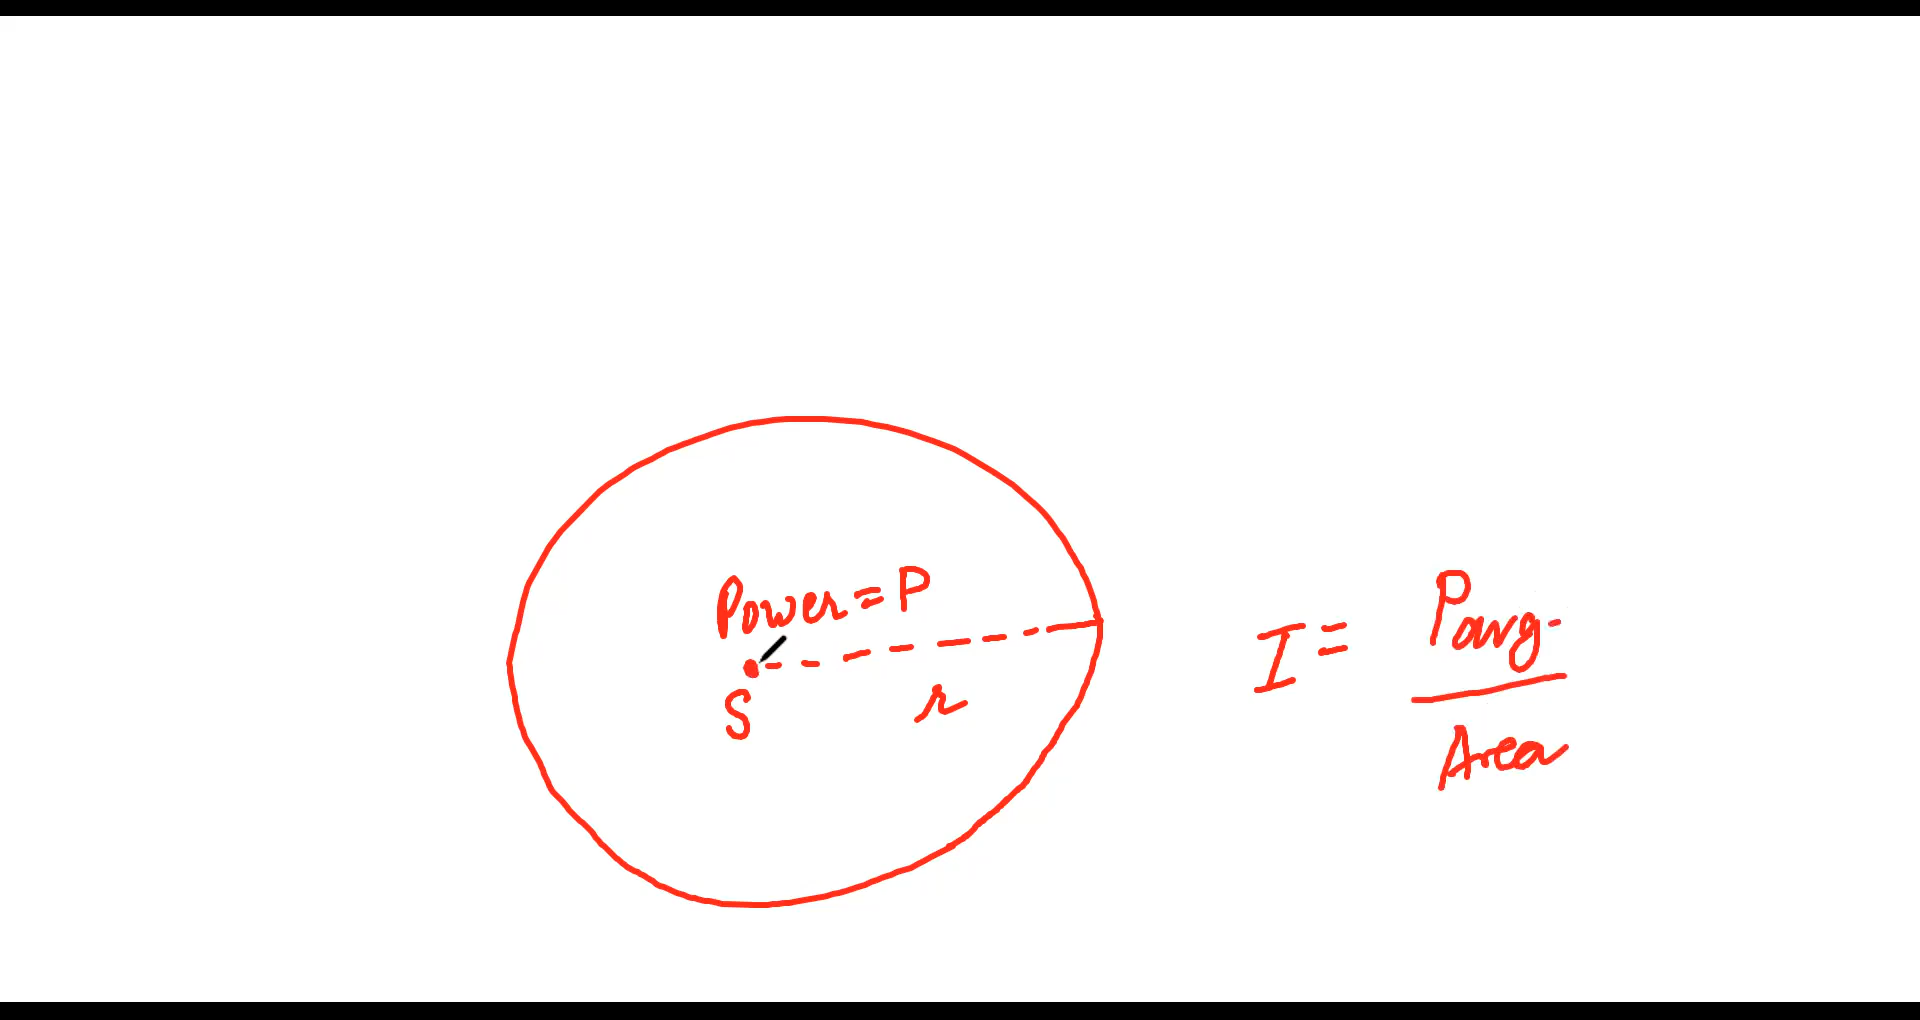 Power = P
S
r
I = Pavg.
Area